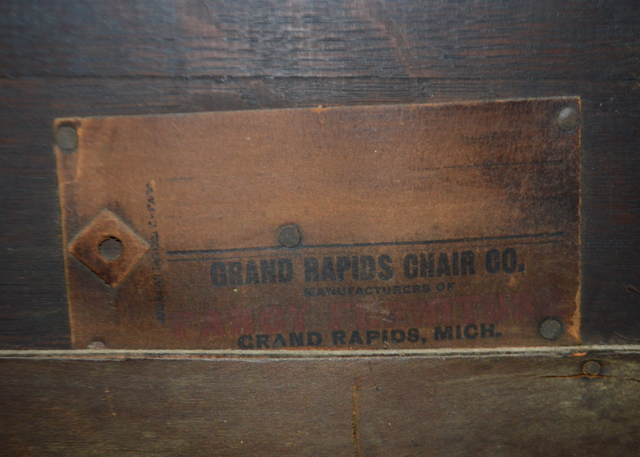 GRAND RAPIDS CHAIR CO.
MANUFACTURERS OF
GRAND RAPIDS, MICH.